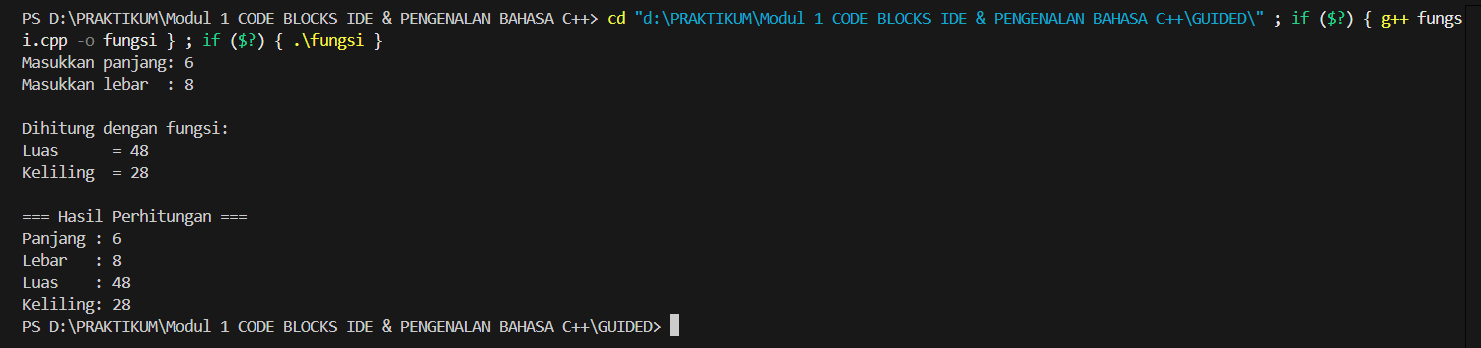 PS D:\PRAKTIKUM\Modul 1 CODE BLOCKS IDE & PENGENALAN BAHASA C++> cd "d:\PRAKTIKUM\Modul 1 CODE BLOCKS IDE & PENGENALAN BAHASA C++\GUIDED\" ; if ($?) { g++ fungs
i.cpp -o fungsi } ; if ($?) { .\fungsi }
Masukkan panjang: 6
Masukkan lebar  : 8

Dihitung dengan fungsi:
Luas      = 48
Keliling  = 28

=== Hasil Perhitungan ===
Panjang : 6
Lebar   : 8
Luas    : 48
Keliling: 28
PS D:\PRAKTIKUM\Modul 1 CODE BLOCKS IDE & PENGENALAN BAHASA C++\GUIDED>